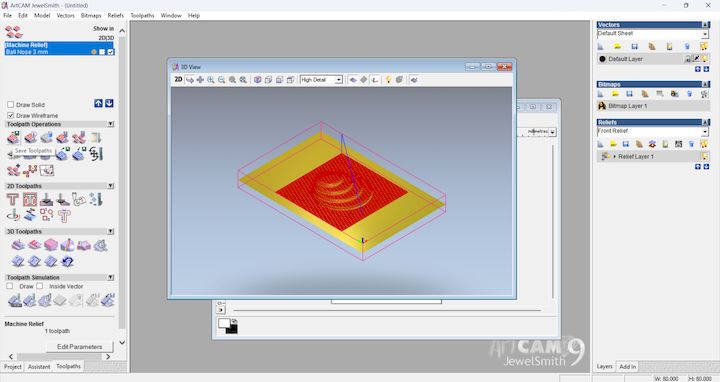 ArtCAM JewelSmith - (Untitled)
File Edit Model Vectors Bitmaps Reliefs Toolpaths Window Help
Show in
2D|3D
[Machine Relief]
Ball Nose 3 mm
Draw Solid
Draw Wireframe
Toolpath Operations
Save Toolpaths
2D Toolpaths
3D Toolpaths
Toolpath Simulation
Draw Inside Vector
Machine Relief
1 toolpath
Edit Parameters
Project Assistant Toolpaths
3D View
2D High Detail
millimetres
ArtCAM 9
JewelSmith
Vectors
Default Sheet
Default Layer
Bitmaps
Bitmap Layer 1
Reliefs
Front Relief
Relief Layer 1
Layers Add In
W: 80.000 H: 80.000